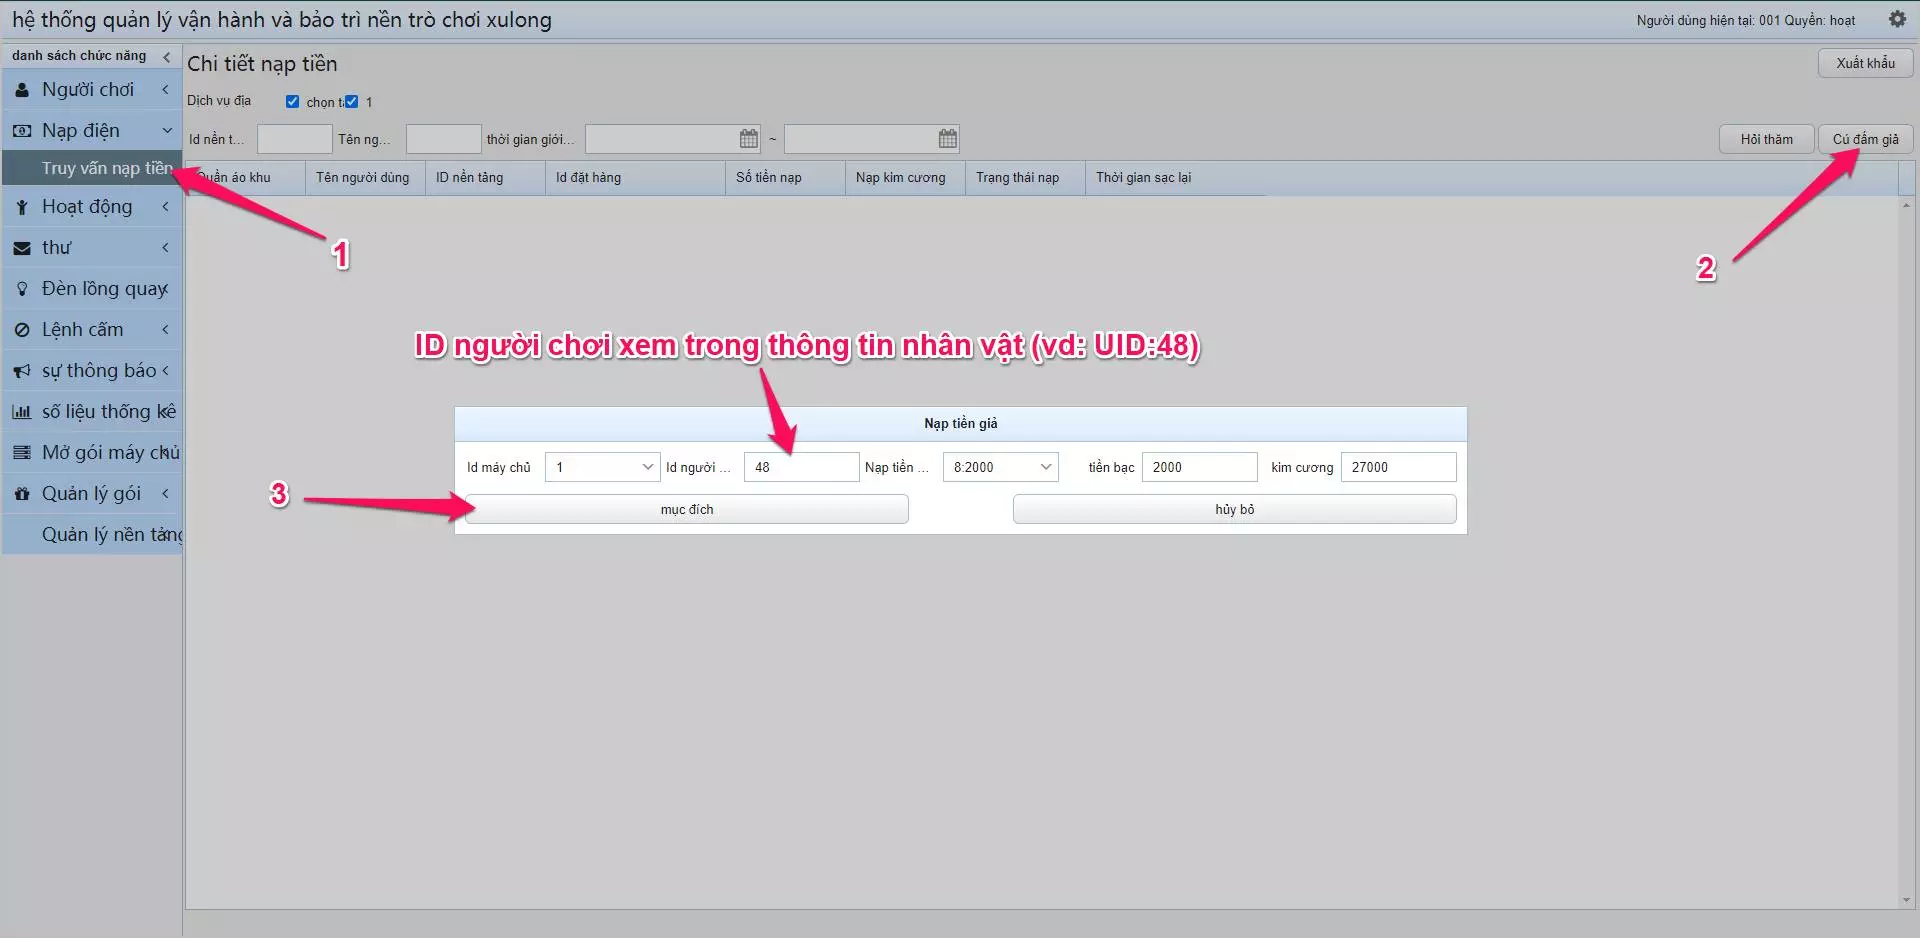 hệ thống quản lý vận hành và bảo trì nền trò chơi xulong
Người dùng hiện tại: 001 Quyền: hoạt
danh sách chức năng
Chi tiết nạp tiền
Xuất khẩu
Người chơi
Dịch vụ địa
chọn tấ
1
Nạp điện
Id nền t...
Tên ng...
thời gian giới...
~
Hỏi thăm
Cú đấm giả
Truy vấn nạp tiền
Quần áo khu
Tên người dùng
ID nền tảng
Id đặt hàng
Số tiền nạp
Nạp kim cương
Trạng thái nạp
Thời gian sạc lại
Hoạt động
thư
1
2
Đèn lồng quay
Lệnh cấm
ID người chơi xem trong thông tin nhân vật (vd: UID:48)
sự thông báo
số liệu thống kê
Nạp tiền giả
Mở gói máy chủ
Id máy chủ
1
Id người ...
48
Nạp tiền ...
8:2000
tiền bạc
2000
kim cương
27000
Quản lý gói
3
mục đích
hủy bỏ
Quản lý nền tảng